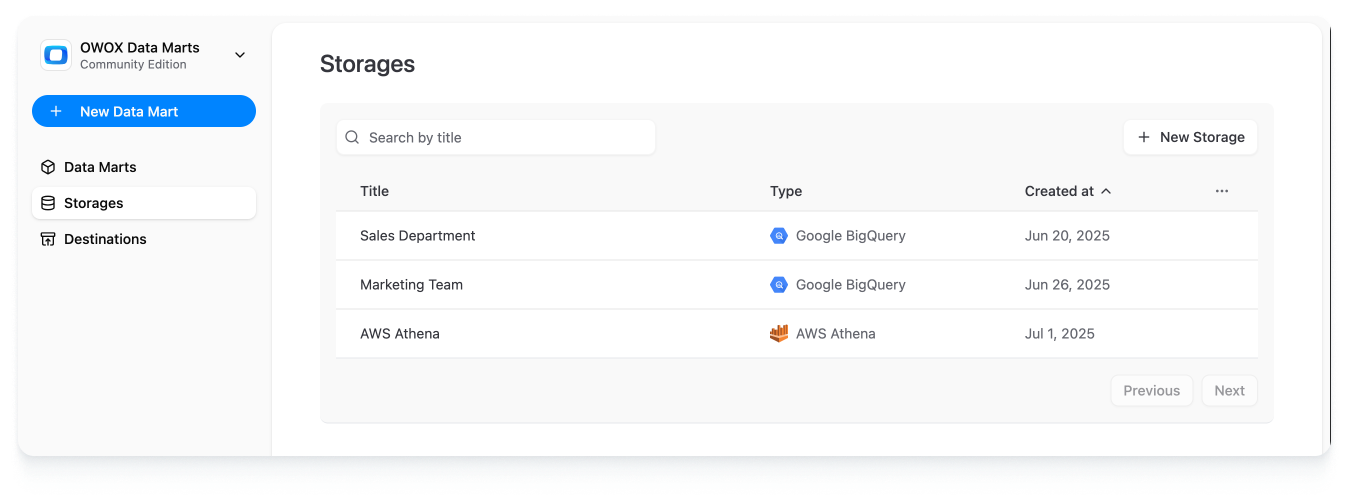 OWOX Data Marts
Community Edition
New Data Mart
Data Marts
Storages
Destinations
Storages
Search by title
New Storage
Title Type Created at
Sales Department Google BigQuery Jun 20, 2025
Marketing Team Google BigQuery Jun 26, 2025
AWS Athena AWS Athena Jul 1, 2025
Previous Next